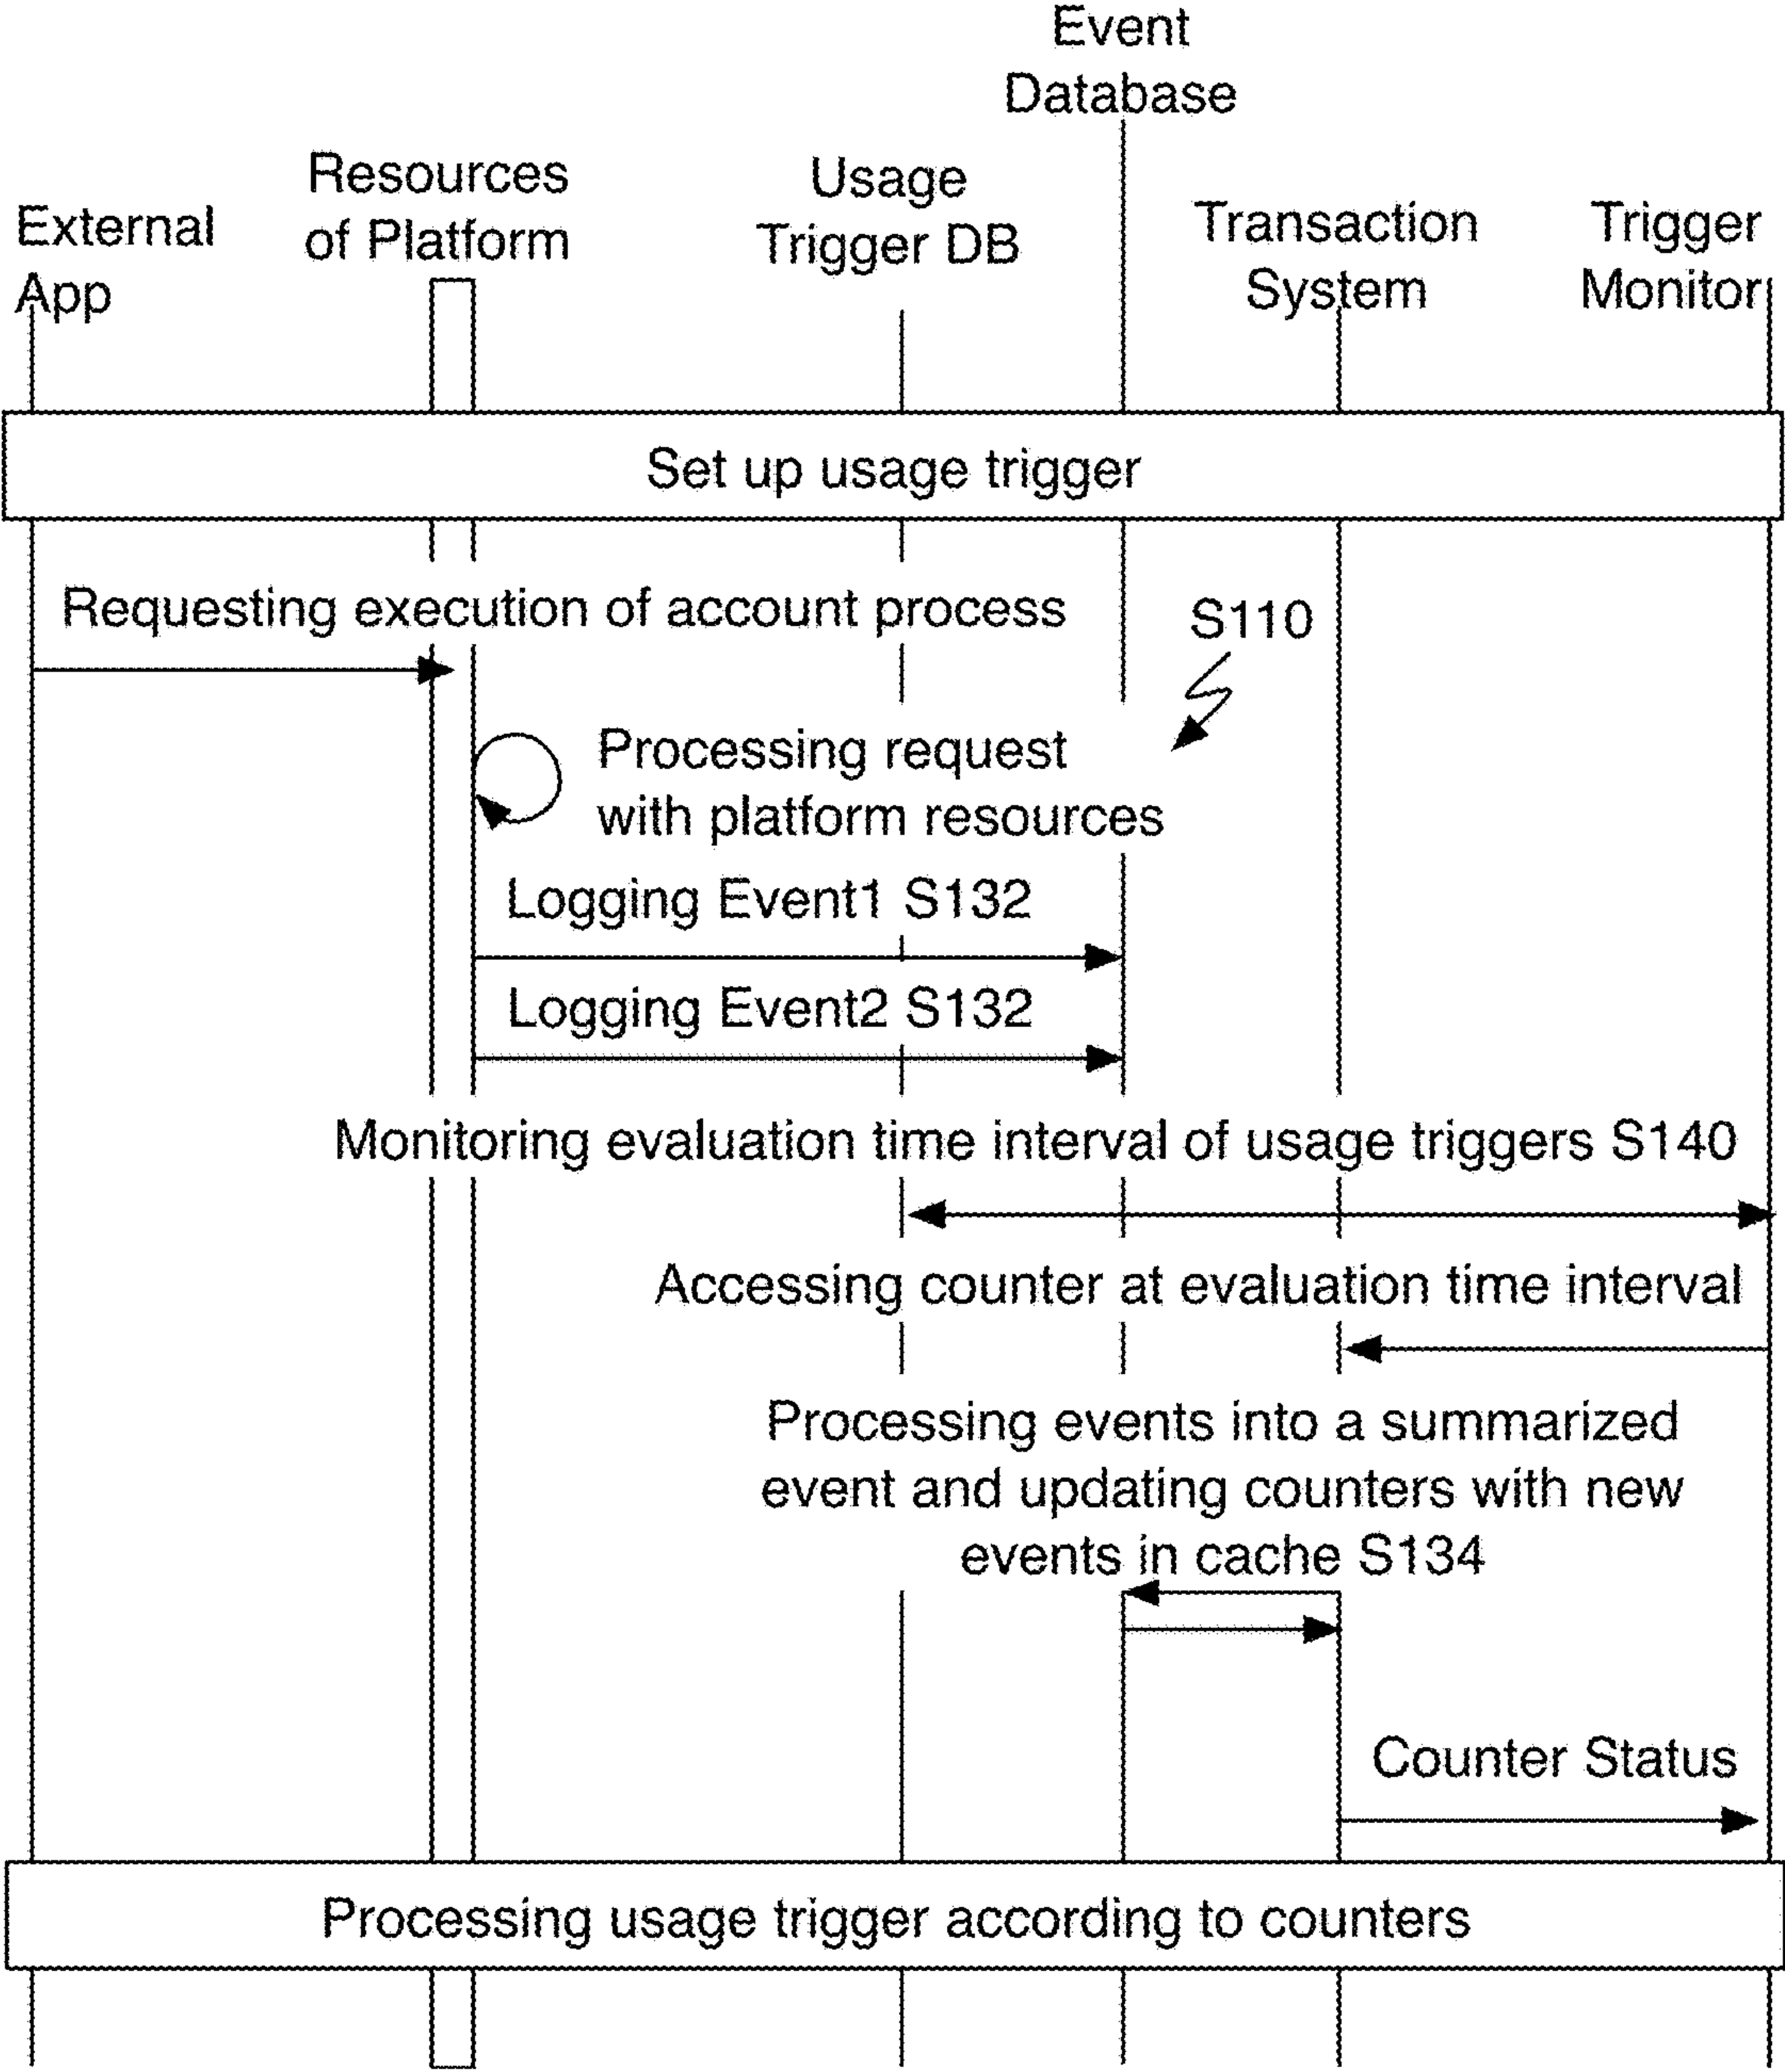 Event
Database
Resources
of Platform
Usage
Trigger DB
External
App
Transaction
System
Trigger
Monitor
Set up usage trigger
Requesting execution of account process
S110
Processing request
with platform resources
Logging Event1 S132
Logging Event2 S132
Monitoring evaluation time interval of usage triggers S140
Accessing counter at evaluation time interval
Processing events into a summarized
event and updating counters with new
events in cache S134
Counter Status
Processing usage trigger according to counters